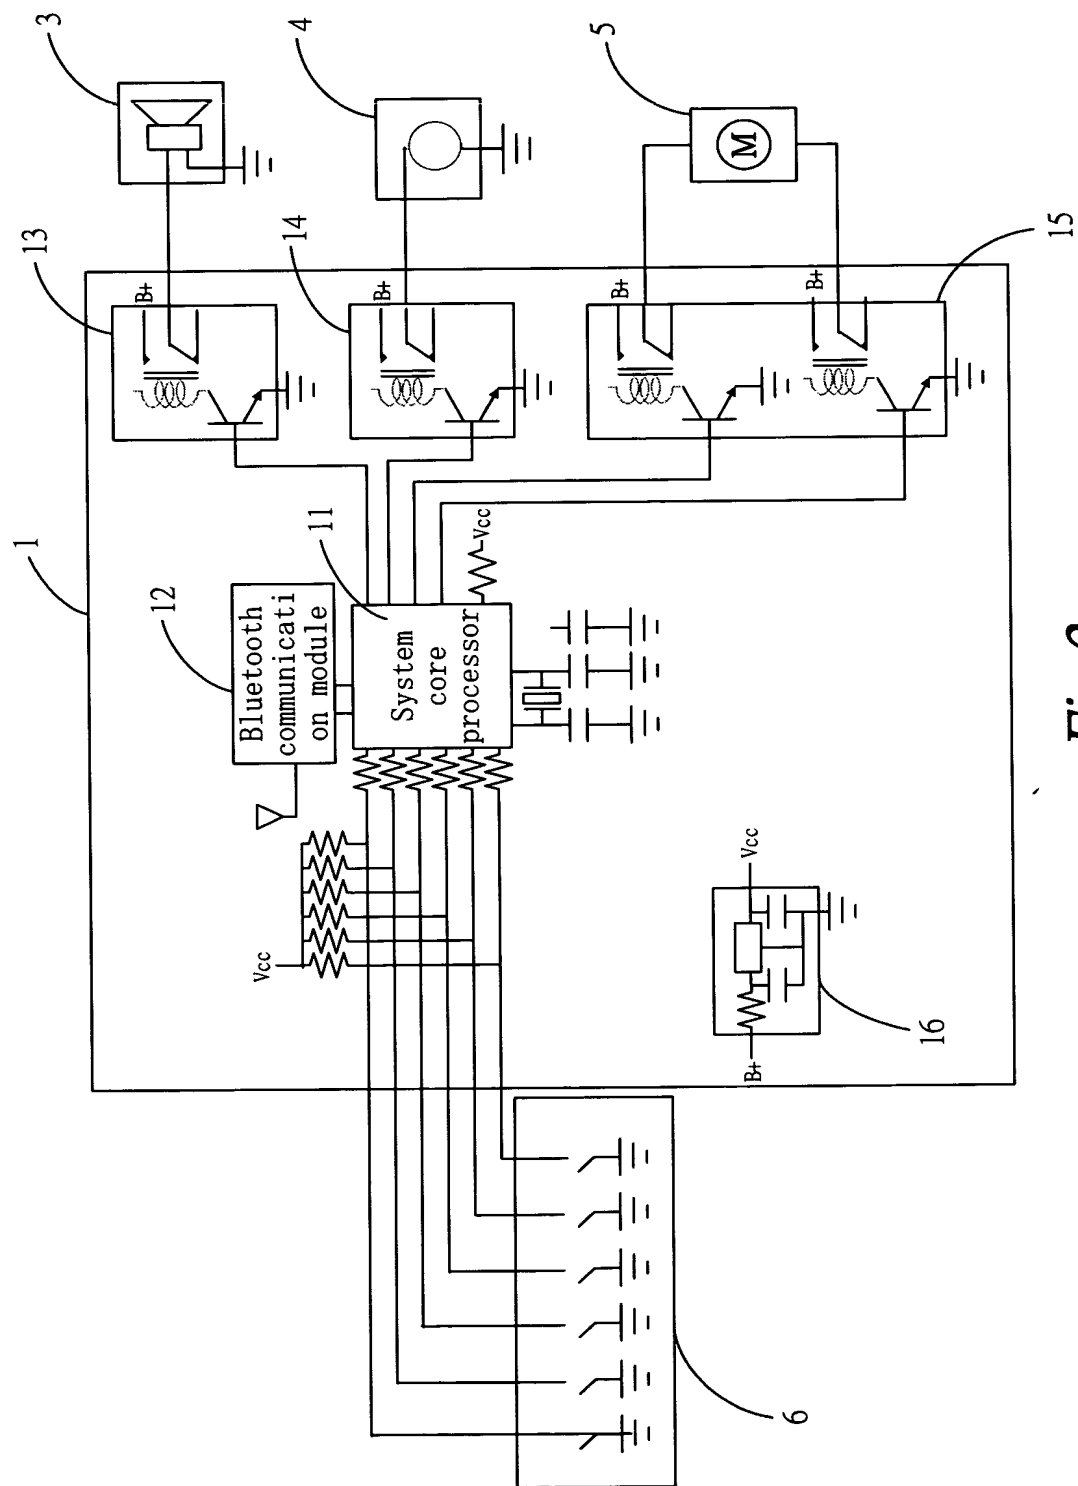 1
3
13
B+
12
Bluetooth
communicati
on module
Vcc
14
4
11
B+
System
core
processor
Vcc
5
B+
B+
Vcc
B+
6
16
15
Fig.